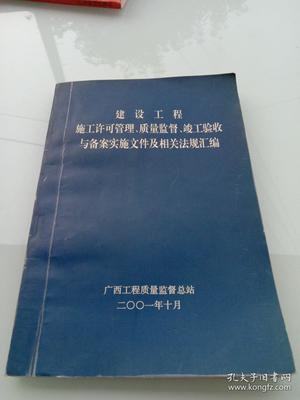 建设工程
施工许可管理、质量监督、竣工验收
与备案实施文件及相关法规汇编
广西工程质量监督总站
二〇〇一年十月
孔夫子旧书网
www.kongfz.com